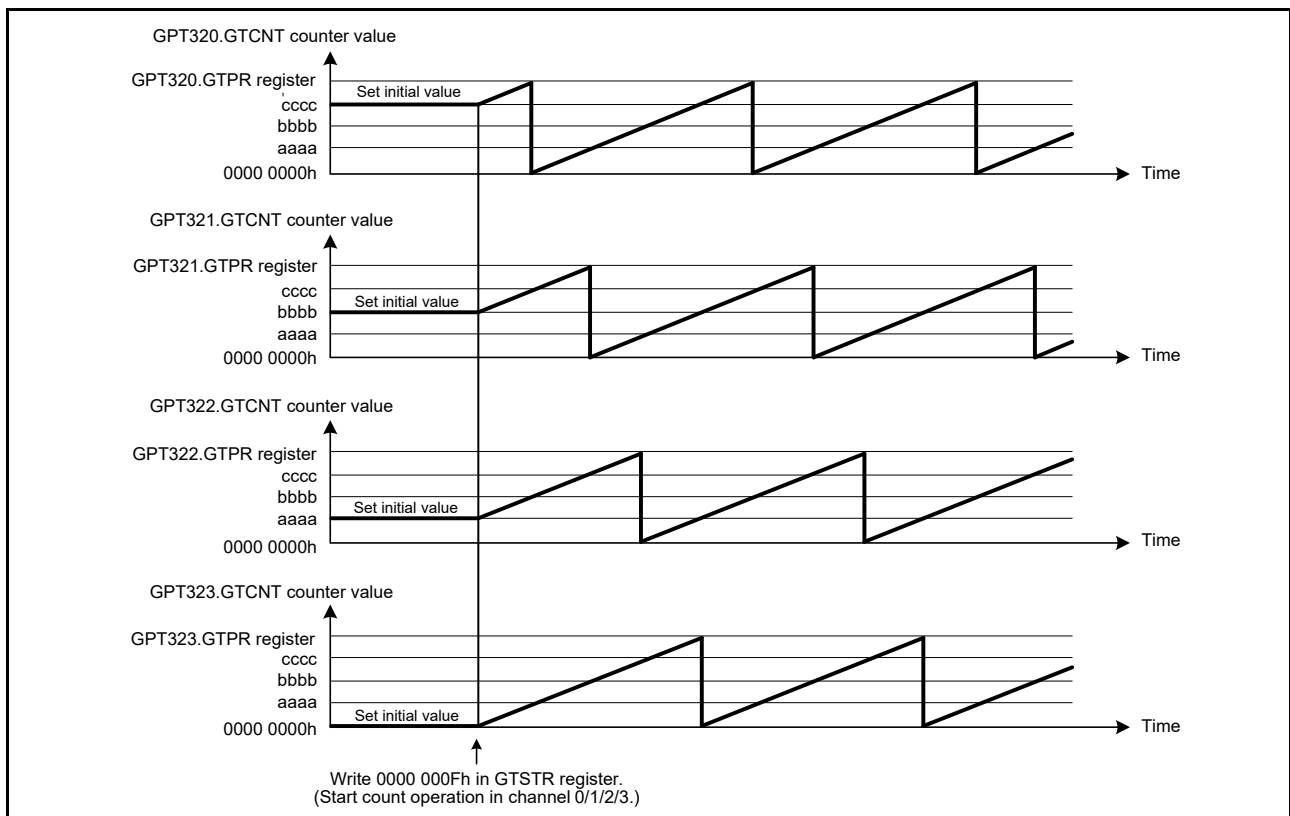 GPT320.GTCNT counter value
GPT320.GTPR register
Set initial value
cccc
bbbb
aaaa
0000 0000h
Time
GPT321.GTCNT counter value
GPT321.GTPR register
cccc
Set initial value
bbbb
aaaa
0000 0000h
Time
GPT322.GTCNT counter value
GPT322.GTPR register
cccc
bbbb
Set initial value
aaaa
0000 0000h
Time
GPT323.GTCNT counter value
GPT323.GTPR register
cccc
bbbb
aaaa
Set initial value
0000 0000h
Time
Write 0000 000Fh in GTSTR register.
(Start count operation in channel 0/1/2/3.)